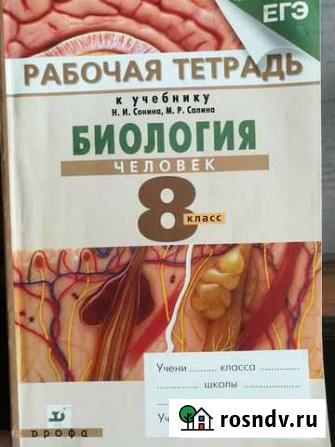 ЕГЭ
РАБОЧАЯ ТЕТРАДЬ
к учебнику
Н. И. Сонина, М. Р. Сапина
БИОЛОГИЯ
ЧЕЛОВЕК
8 класс
Учени.......... класса ...............
............... школы ...............
дрофа
rosndv.ru